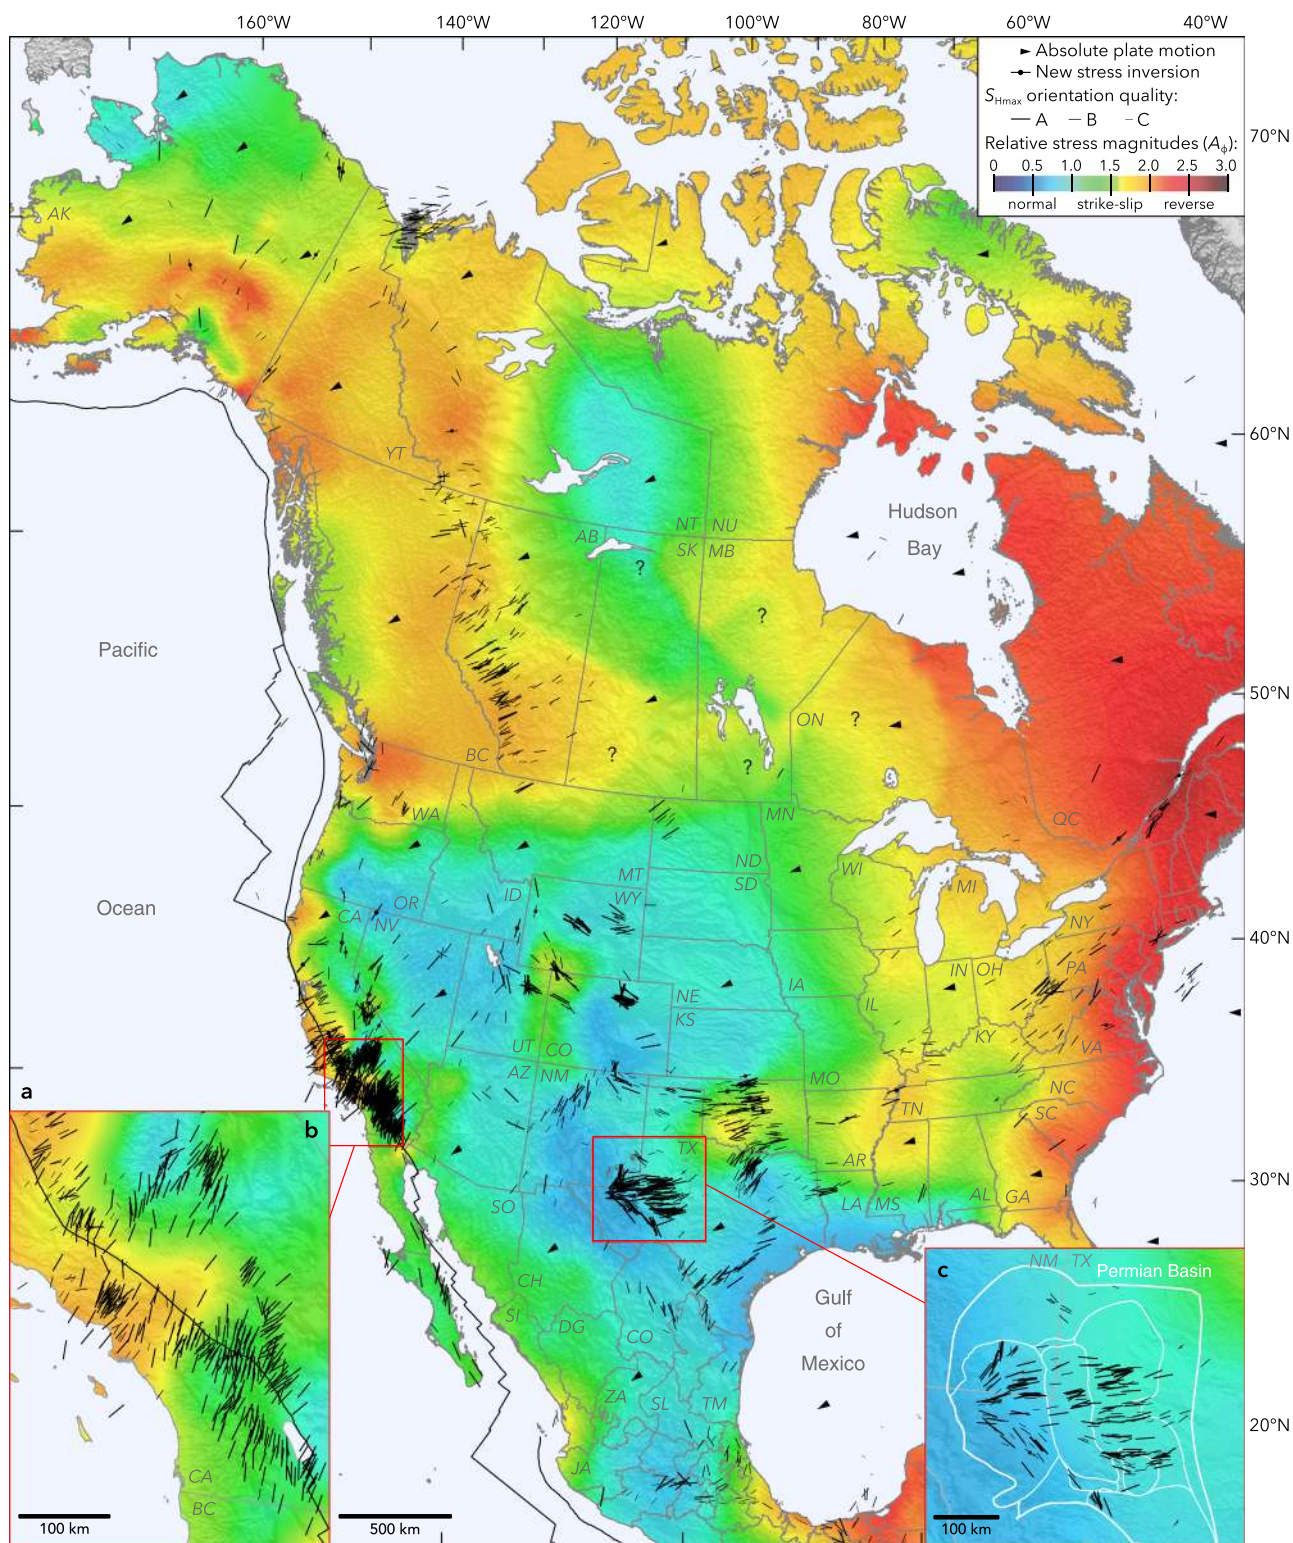 160°W 140°W 120°W 100°W 80°W 60°W 40°W
Absolute plate motion
New stress inversion
SHmax orientation quality:
A B C
Relative stress magnitudes (Aϕ):
0 0.5 1.0 1.5 2.0 2.5 3.0
normal strike-slip reverse
70°N
AK
60°N
YT
Hudson
Bay
NT NU
AB SK MB
?
?
Pacific
50°N
ON
?
BC ? ?
WA MN QC
ND WI
MT SD MI
ID WY
OR
Ocean CA NV NY
40°N
IN OH PA
NE IA IL
KS
UT CO KY VA
AZ NM MO
NC
TN SC
a
b
TX AR
30°N
SO LA MS AL GA
c
NM TX
Permian Basin
CH
SI DG
Gulf
of
Mexico
CO
ZA SL TM
20°N
JA
CA
BC
100 km
500 km
100 km